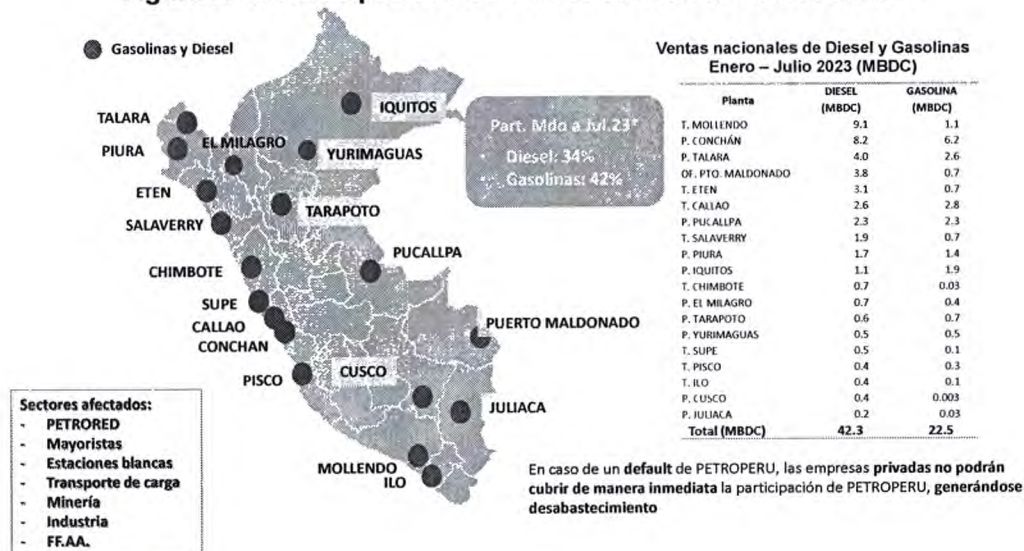 Gasolinas y Diesel
IQUITOS
TALARA
PIURA
EL MILAGRO
YURIMAGUAS
ETEN
TARAPOTO
SALAVERRY
PUCALLPA
CHIMBOTE
SUPE
CALLAO
CONCHAN
PUERTO MALDONADO
PISCO
CUSCO
JULIACA
MOLLENDO
ILO
Part. Mdo a Jul.23*
Diesel: 34%
Gasolinas: 42%
Sectores afectados:
- PETRORED
- Mayoristas
- Estaciones blancas
- Transporte de carga
- Minería
- Industria
- FF.AA.
Ventas nacionales de Diesel y Gasolinas
Enero – Julio 2023 (MBDC)
Planta DIESEL (MBDC) GASOLINA (MBDC)
T. MOLLENDO 9.1 1.1
P. CONCHÁN 8.2 6.2
P. TALARA 4.0 2.6
OF. PTO. MALDONADO 3.8 0.7
T. ETEN 3.1 0.7
T. CALLAO 2.6 2.8
P. PUCALLPA 2.3 2.3
T. SALAVERRY 1.9 0.7
P. PIURA 1.7 1.4
P. IQUITOS 1.1 1.9
T. CHIMBOTE 0.7 0.03
P. EL MILAGRO 0.7 0.4
P. TARAPOTO 0.6 0.7
P. YURIMAGUAS 0.5 0.5
T. SUPE 0.5 0.1
T. PISCO 0.4 0.3
T. ILO 0.4 0.1
P. CUSCO 0.4 0.003
P. JULIACA 0.2 0.03
Total (MBDC) 42.3 22.5
En caso de un default de PETROPERU, las empresas privadas no podrán
cubrir de manera inmediata la participación de PETROPERU, generándose
desabastecimiento